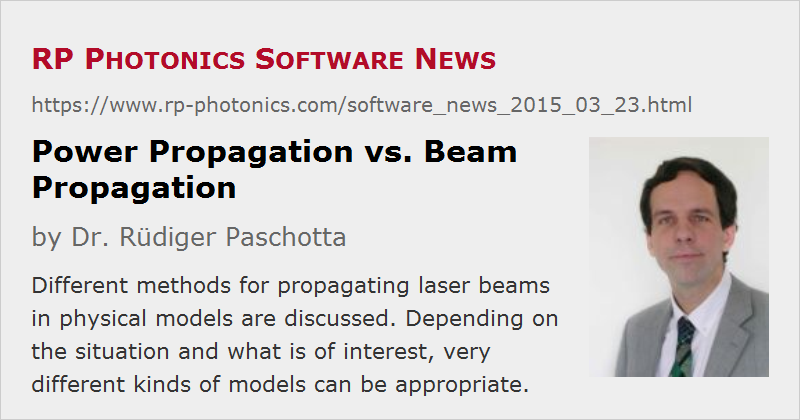 RP Photonics Software News
https://www.rp-photonics.com/software_news_2015_03_23.html
Power Propagation vs. Beam
Propagation
by Dr. Rüdiger Paschotta
Different methods for propagating laser beams
in physical models are discussed. Depending on
the situation and what is of interest, very
different kinds of models can be appropriate.